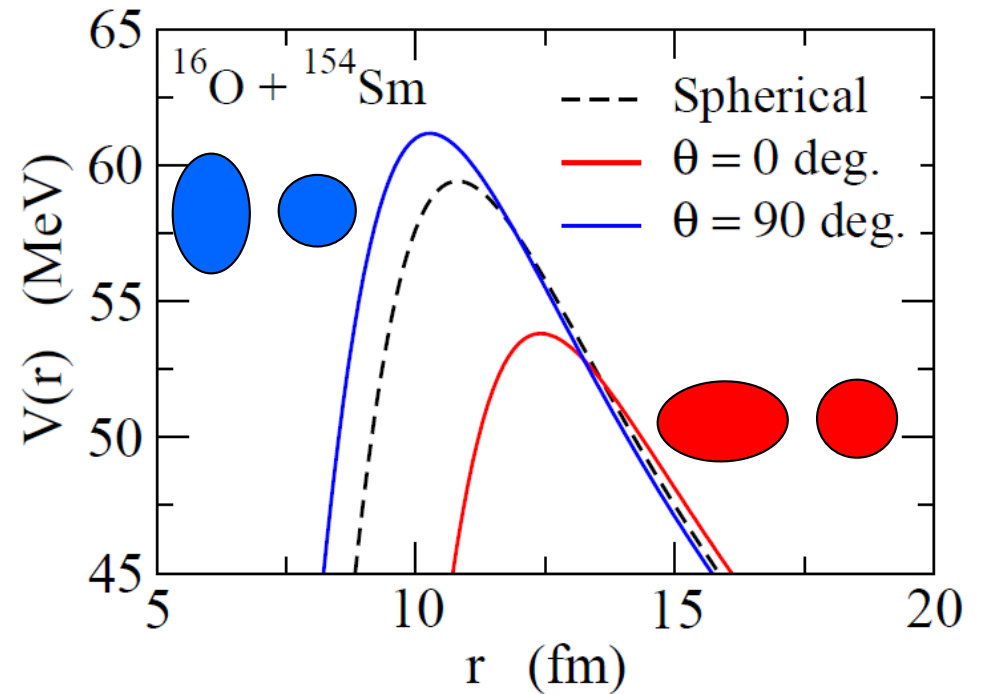 65
60
55
50
45
V(r) (MeV)
¹⁶O + ¹⁵⁴Sm
Spherical
θ = 0 deg.
θ = 90 deg.
5 10 15 20
r (fm)